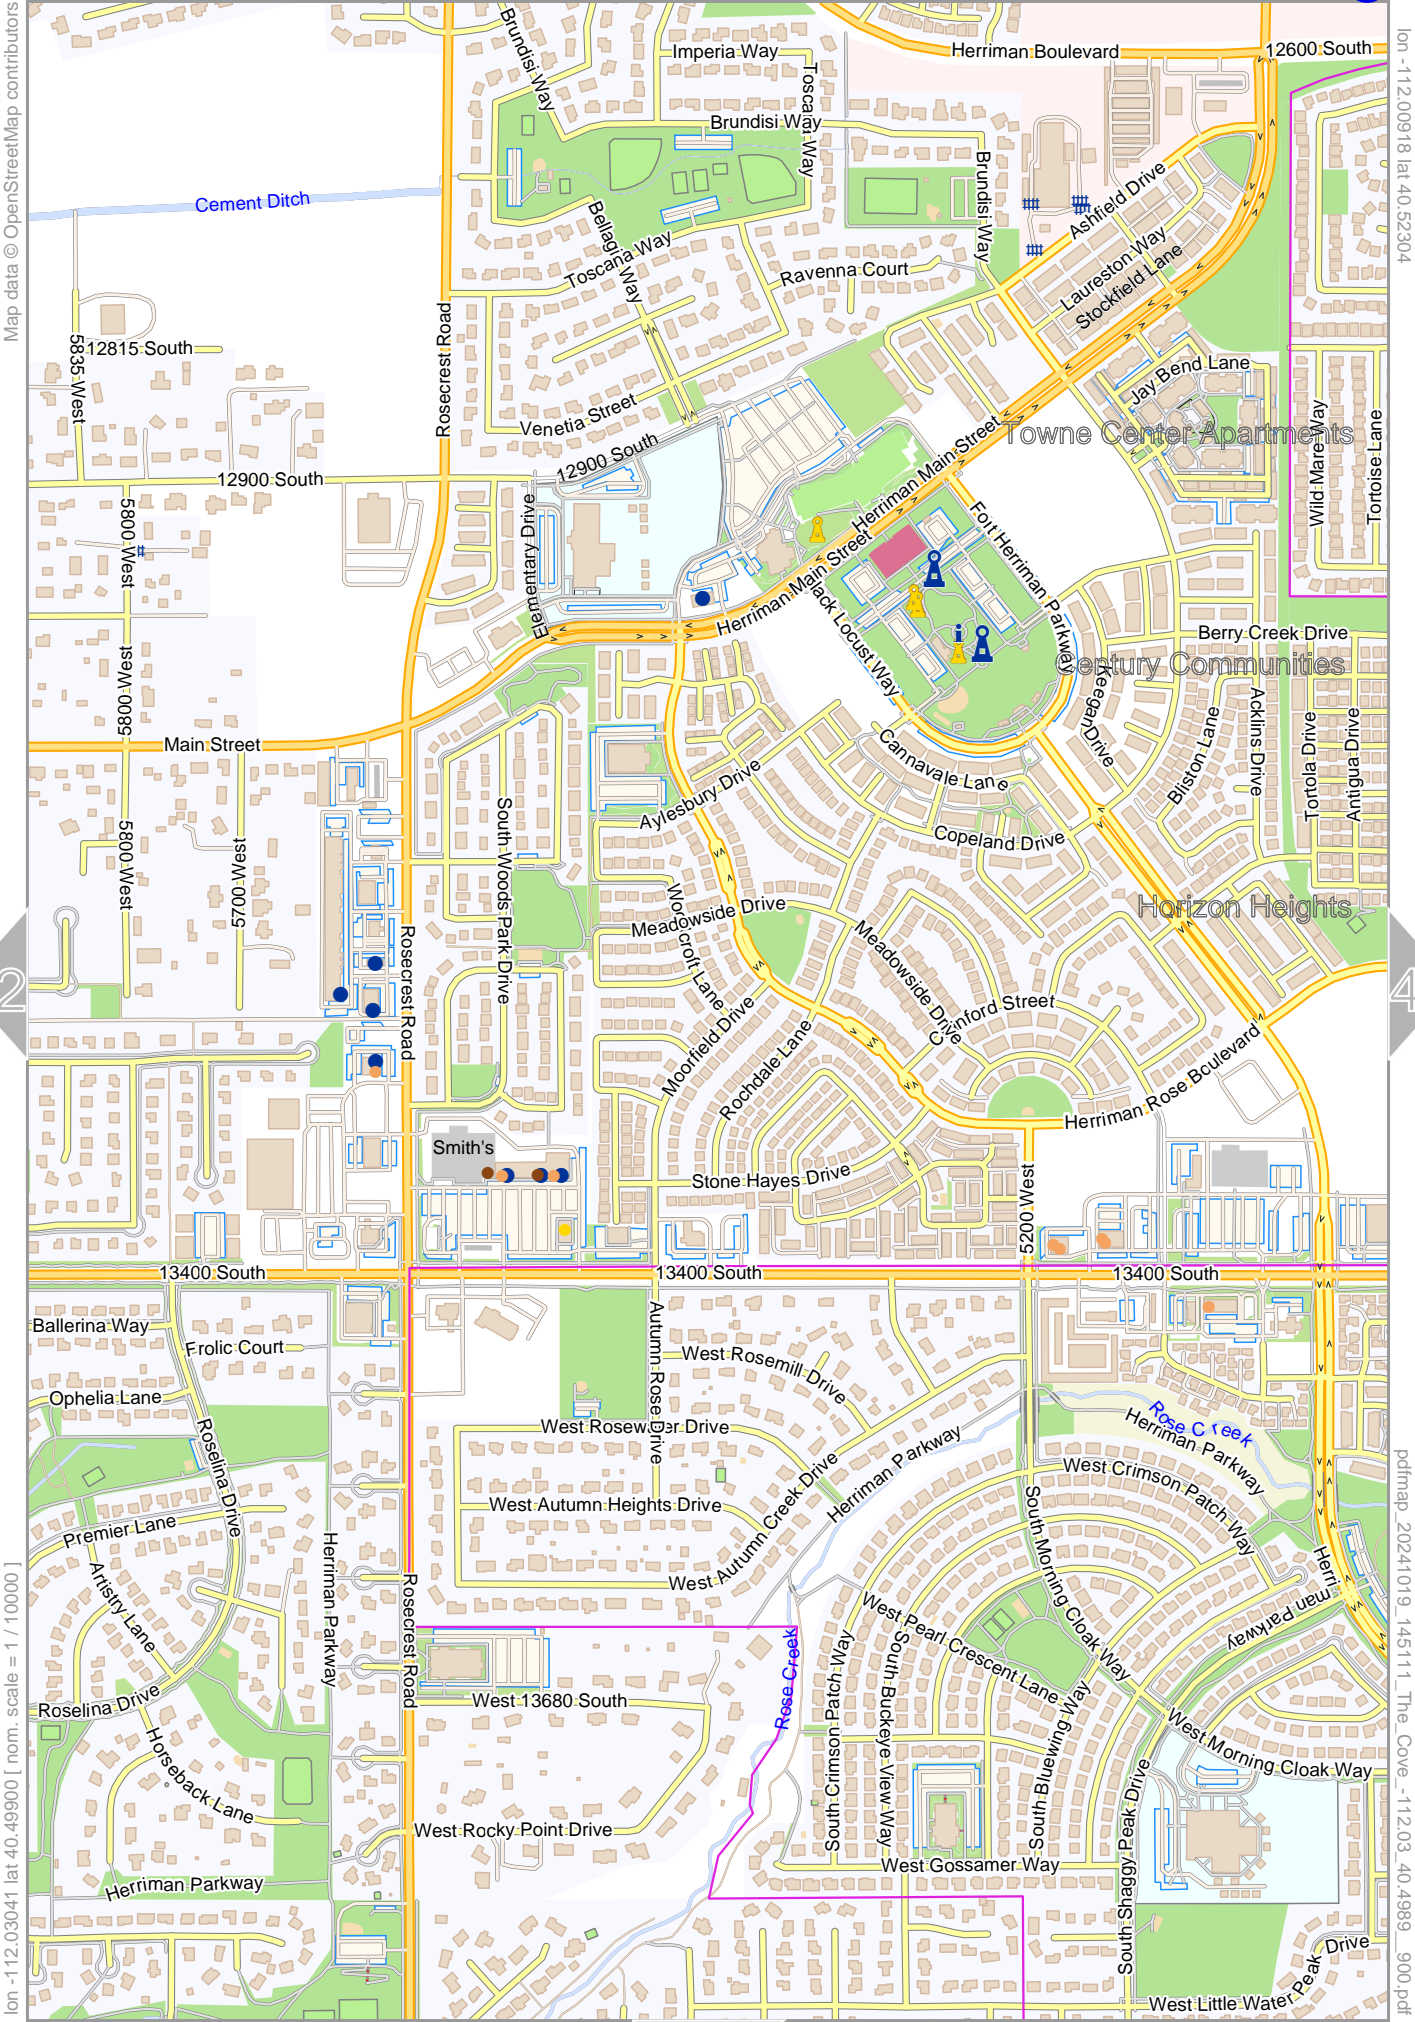 Map data © OpenStreetMap contributors
lon -112.00918 lat 40.52304
Brundisi Way
Imperia Way
Toscana Way
Herriman Boulevard
12600 South
Brundisi Way
Brundisi Way
Cement Ditch
Ashfield Drive
Bellagio Way
Toscana Way
Ravenna Court
Laureston Way
Stockfield Lane
5835 West
12815 South
Rosecrest Road
Jay Bend Lane
Venetia Street
12900 South
Herriman Main Street
Towne Center Apartments
Wild Mare Way
Tortoise Lane
12900 South
5800 West
Elementary Drive
Fort Herriman Parkway
Herriman Main Street
Black Locust Way
Berry Creek Drive
5800 West
Century Communities
Keegan Drive
Main Street
Cannavale Lane
Bliston Lane
Acklins Drive
Tortola Drive
Antigua Drive
5800 West
5700 West
South Woods Park Drive
Aylesbury Drive
Copeland Drive
Horizon Heights
Woodcroft Lane
Meadowside Drive
Meadowside Drive
2
4
Rosecrest Road
Cranford Street
Moorfield Drive
Rochdale Lane
Herriman Rose Boulevard
Smith's
Stone Hayes Drive
5200 West
13400 South
13400 South
13400 South
Ballerina Way
Frolic Court
Autumn Rose Drive
West Rosemill Drive
Ophelia Lane
Roselina Drive
West Rosewater Drive
Herriman Parkway
Rose Creek
Herriman Parkway
West Crimson Patch Way
Premier Lane
West Autumn Heights Drive
West Autumn Creek Drive
South Morning Cloak Way
Artistry Lane
Herriman Parkway
Rosecrest Road
Herriman Parkway
West Pearl Crescent Lane
Rose Creek
South Crimson Patch Way
South Buckeye View Way
South Bluewing Way
Roselina Drive
West 13680 South
Horseback Lane
West Morning Cloak Way
West Rocky Point Drive
South Shaggy Peak Drive
West Gossamer Way
Herriman Parkway
West Little Water Peak Drive
lon -112.03041 lat 40.49900 [ nom. scale = 1 / 10000 ]
pdfmap_20241019_145111_The_Cove_-112.03_40.4989__900.pdf